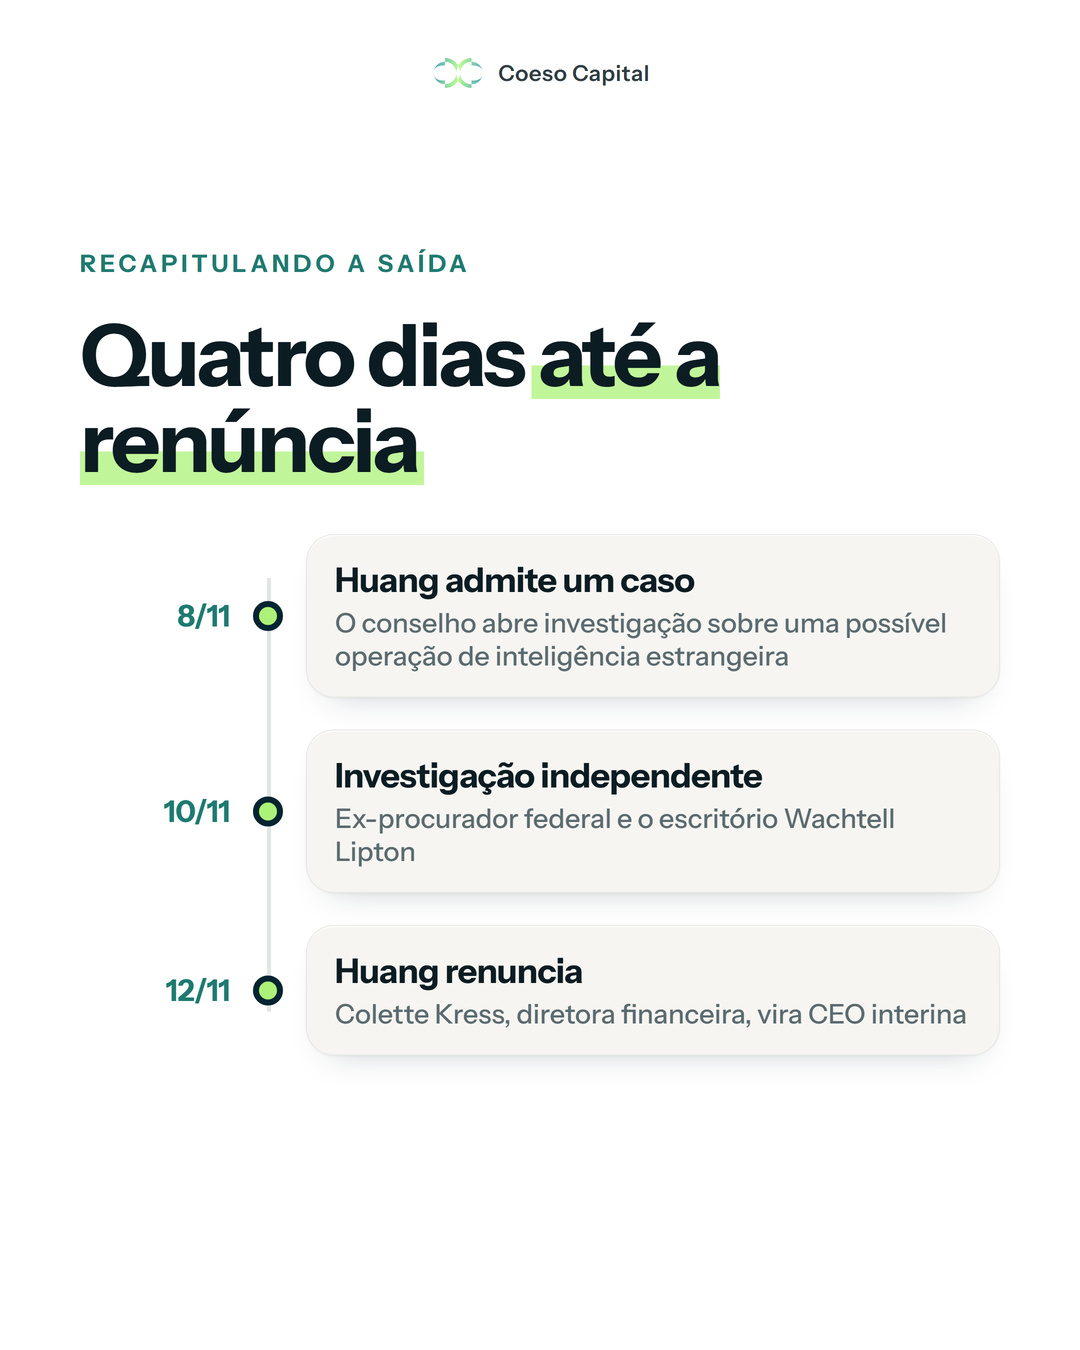 Coeso Capital
RECAPITULANDO A SAÍDA
Quatro dias até a
renúncia
8/11
Huang admite um caso
O conselho abre investigação sobre uma possível
operação de inteligência estrangeira
10/11
Investigação independente
Ex-procurador federal e o escritório Wachtell
Lipton
12/11
Huang renuncia
Colette Kress, diretora financeira, vira CEO interina